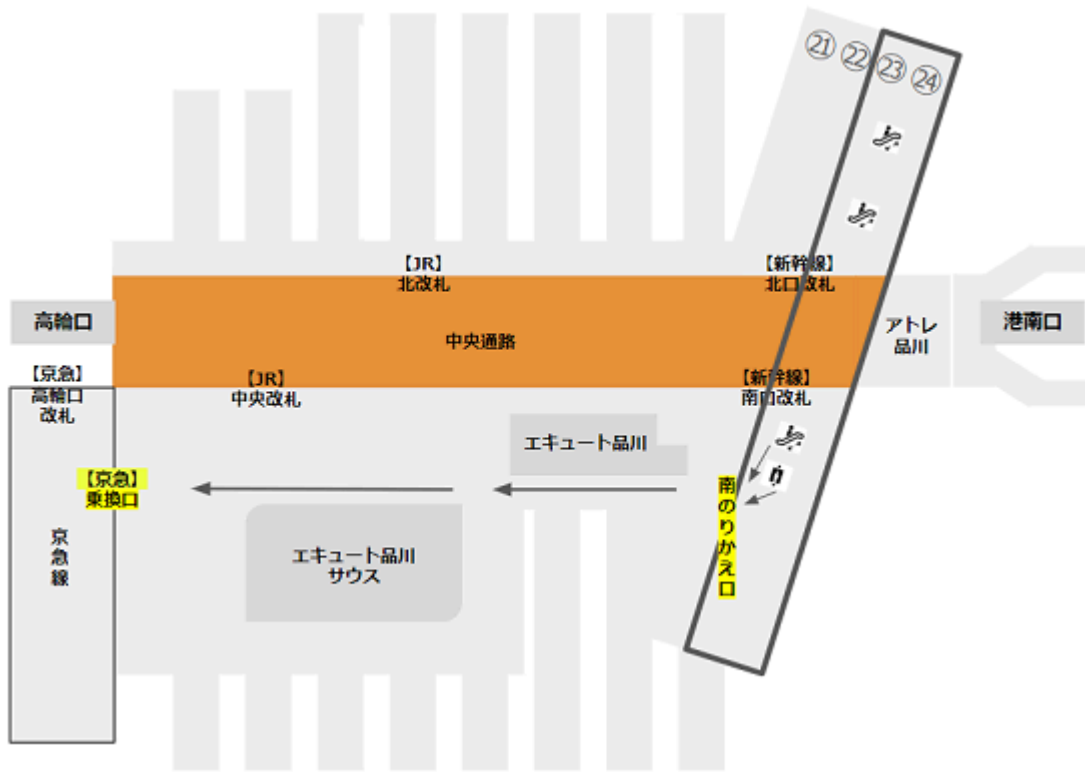 ㉑ ㉒ ㉓ ㉔
【JR】
北改札
【新幹線】
北口改札
高輪口
中央通路
アトレ
品川
港南口
【京急】
高輪口
改札
【JR】
中央改札
【新幹線】
南口改札
エキュート品川
【京急】
乗換口
南のりかえ口
京急線
エキュート品川
サウス